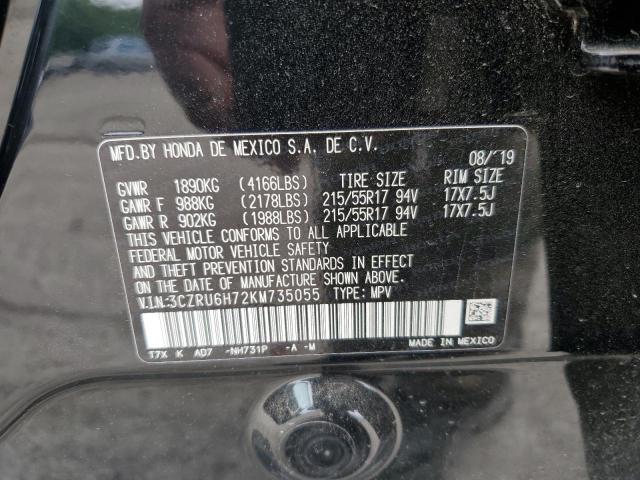 MFD. BY HONDA DE MEXICO S.A. DE C.V. 08/'19
GVWR 1890KG (4166LBS) TIRE SIZE RIM SIZE
GAWR F 988KG (2178LBS) 215/55R17 94V 17X7.5J
GAWR R 902KG (1988LBS) 215/55R17 94V 17X7.5J
THIS VEHICLE CONFORMS TO ALL APPLICABLE
FEDERAL MOTOR VEHICLE SAFETY
AND THEFT PREVENTION STANDARDS IN EFFECT
ON THE DATE OF MANUFACTURE SHOWN ABOVE.
V.I.N.:3CZRU6H72KM735055 TYPE: MPV
T7X K AD7 -NH731P -A -M MADE IN MEXICO